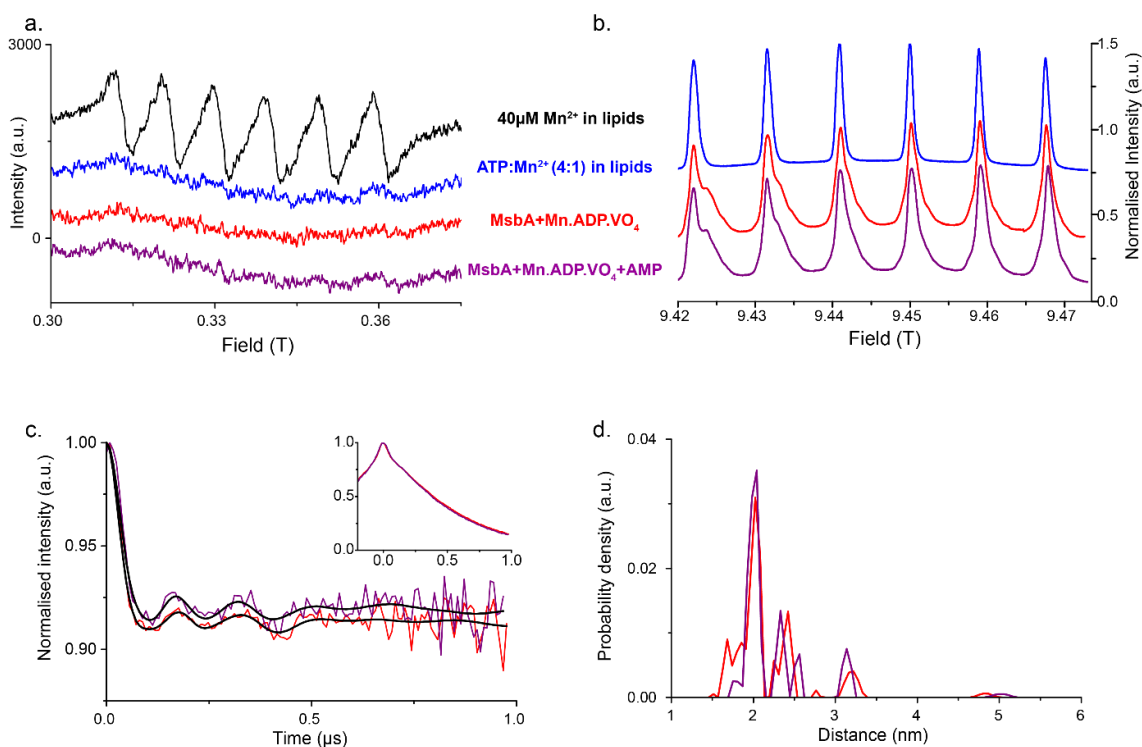 a.
3000
0
Intensity (a.u.)
0.30
0.33
0.36
Field (T)
40μM Mn²⁺ in lipids
ATP:Mn²⁺ (4:1) in lipids
MsbA+Mn.ADP.VO₄
MsbA+Mn.ADP.VO₄+AMP
b.
1.5
1.0
0.5
0.0
Normalised Intensity (a.u.)
9.42
9.43
9.44
9.45
9.46
9.47
Field (T)
c.
1.00
0.95
0.90
Normalised intensity (a.u.)
1.0
0.5
0.0
0.0
0.5
1.0
0.0
0.5
1.0
Time (μs)
d.
0.04
0.02
0.00
Probability density (a.u.)
1
2
3
4
5
6
Distance (nm)